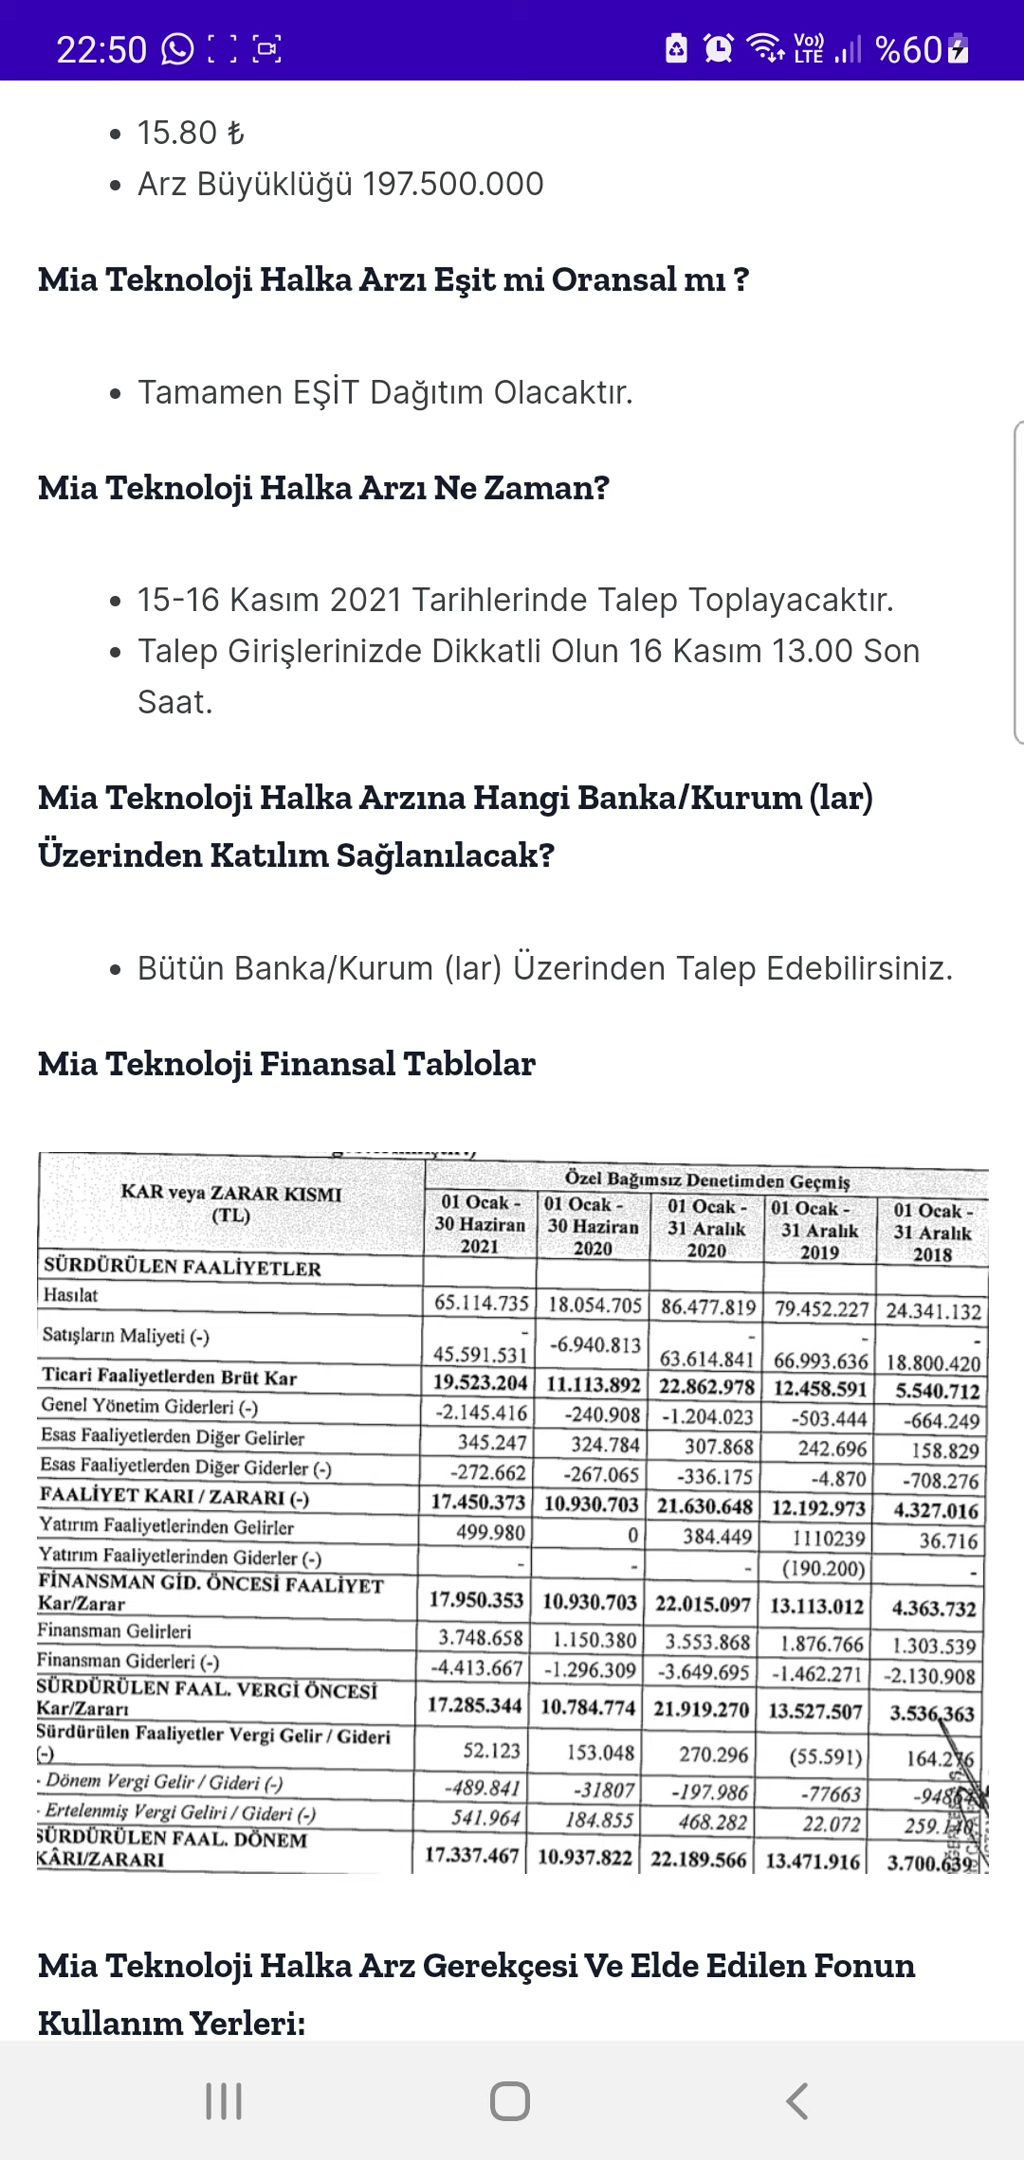 22:50 Vo)) LTE %60
15.80 ₺
Arz Büyüklüğü 197.500.000
Mia Teknoloji Halka Arzı Eşit mi Oransal mı ?
Tamamen EŞİT Dağıtım Olacaktır.
Mia Teknoloji Halka Arzı Ne Zaman?
15-16 Kasım 2021 Tarihlerinde Talep Toplayacaktır.
Talep Girişlerinizde Dikkatli Olun 16 Kasım 13.00 Son
Saat.
Mia Teknoloji Halka Arzına Hangi Banka/Kurum (lar)
Üzerinden Katılım Sağlanılacak?
Bütün Banka/Kurum (lar) Üzerinden Talep Edebilirsiniz.
Mia Teknoloji Finansal Tablolar
KAR veya ZARAR KISMI (TL)
Özel Bağımsız Denetimden Geçmiş
01 Ocak - 30 Haziran 2021 01 Ocak - 30 Haziran 2020 01 Ocak - 31 Aralık 2020 01 Ocak - 31 Aralık 2019 01 Ocak - 31 Aralık 2018
SÜRDÜRÜLEN FAALİYETLER
Hasılat 65.114.735 18.054.705 86.477.819 79.452.227 24.341.132
Satışların Maliyeti (-) - 45.591.531 -6.940.813 - 63.614.841 - 66.993.636 - 18.800.420
Ticari Faaliyetlerden Brüt Kar 19.523.204 11.113.892 22.862.978 12.458.591 5.540.712
Genel Yönetim Giderleri (-) -2.145.416 -240.908 -1.204.023 -503.444 -664.249
Esas Faaliyetlerden Diğer Gelirler 345.247 324.784 307.868 242.696 158.829
Esas Faaliyetlerden Diğer Giderler (-) -272.662 -267.065 -336.175 -4.870 -708.276
FAALİYET KARI / ZARARI (-) 17.450.373 10.930.703 21.630.648 12.192.973 4.327.016
Yatırım Faaliyetlerinden Gelirler 499.980 0 384.449 1110239 36.716
Yatırım Faaliyetlerinden Giderler (-) - - - (190.200) -
FİNANSMAN GİD. ÖNCESİ FAALİYET
Kar/Zarar 17.950.353 10.930.703 22.015.097 13.113.012 4.363.732
Finansman Gelirleri 3.748.658 1.150.380 3.553.868 1.876.766 1.303.539
Finansman Giderleri (-) -4.413.667 -1.296.309 -3.649.695 -1.462.271 -2.130.908
SÜRDÜRÜLEN FAAL. VERGİ ÖNCESİ
Kar/Zararı 17.285.344 10.784.774 21.919.270 13.527.507 3.536.363
Sürdürülen Faaliyetler Vergi Gelir / Gideri
(-) 52.123 153.048 270.296 (55.591) 164.276
- Dönem Vergi Gelir / Gideri (-) -489.841 -31807 -197.986 -77663
- Ertelenmiş Vergi Geliri / Gideri (-) 541.964 184.855 468.282 22.072
SÜRDÜRÜLEN FAAL. DÖNEM
KÂRI/ZARARI 17.337.467 10.937.822 22.189.566 13.471.916 3.700.639
Mia Teknoloji Halka Arz Gerekçesi Ve Elde Edilen Fonun
Kullanım Yerleri: